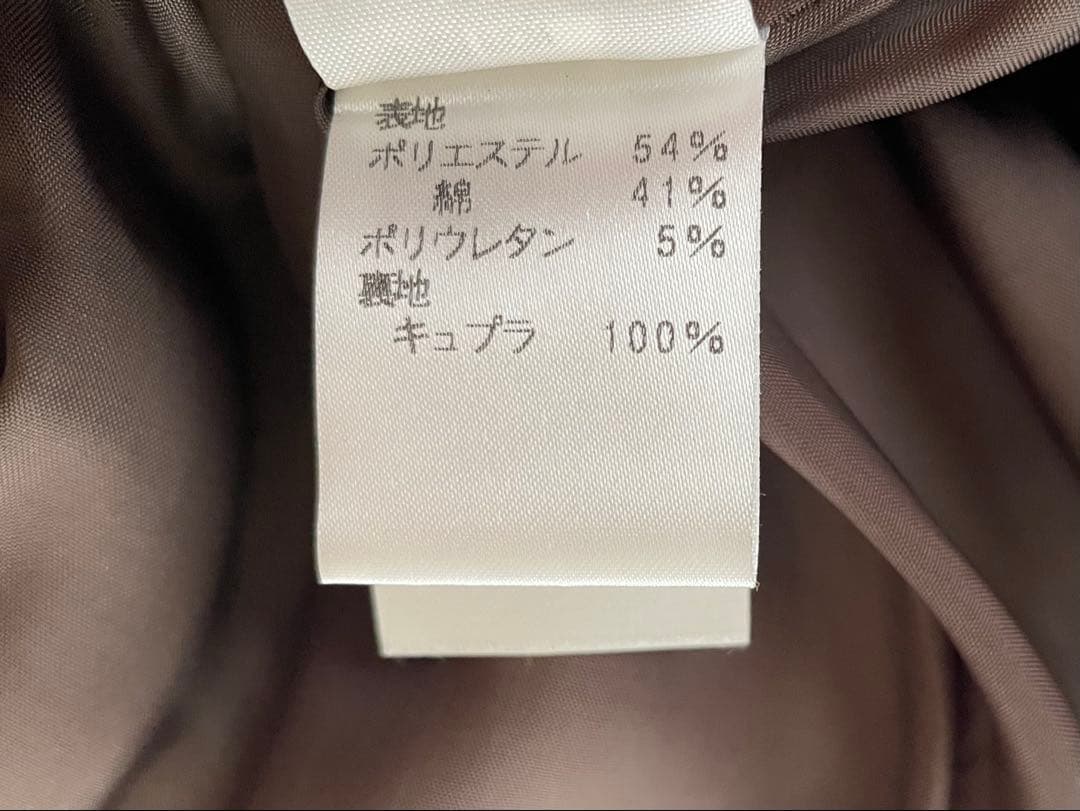 表地
ポリエステル 54%
綿 41%
ポリウレタン 5%
裏地
キュプラ 100%